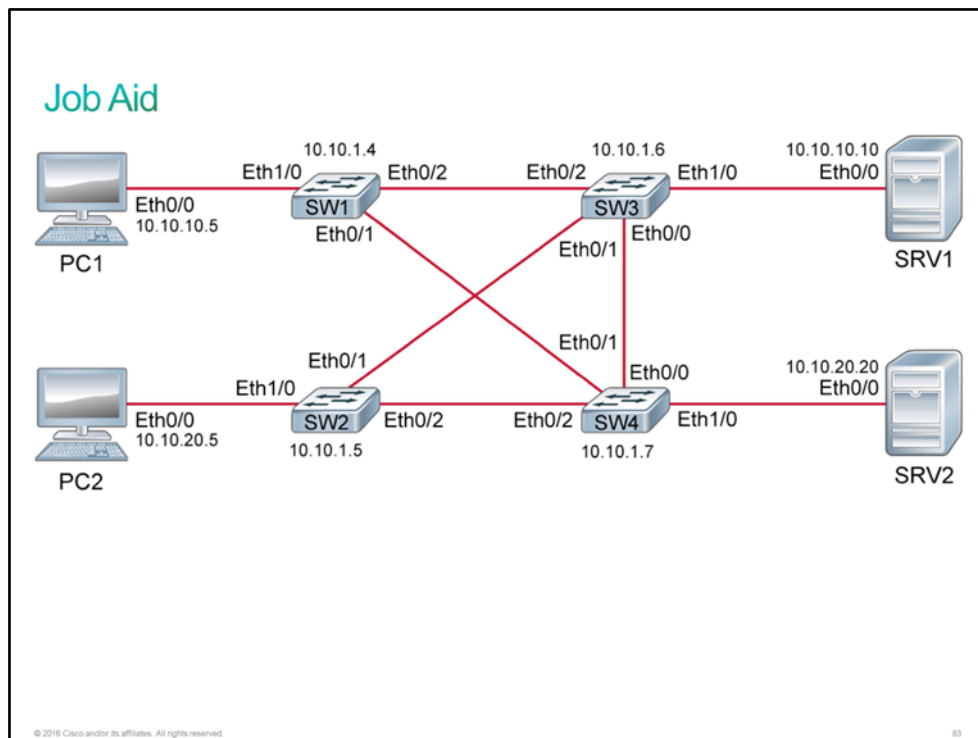 Job Aid
10.10.1.4
10.10.1.6
10.10.10.10
Eth1/0
Eth0/2
Eth0/2
Eth1/0
Eth0/0
Eth0/0
10.10.10.5
SW1
SW3
Eth0/1
Eth0/1
Eth0/0
PC1
SRV1
Eth0/1
Eth0/1
Eth0/0
10.10.20.20
Eth0/0
Eth1/0
Eth0/0
10.10.20.5
SW2
Eth0/2
Eth0/2
SW4
Eth1/0
10.10.1.5
10.10.1.7
PC2
SRV2
© 2016 Cisco and/or its affiliates. All rights reserved.
83